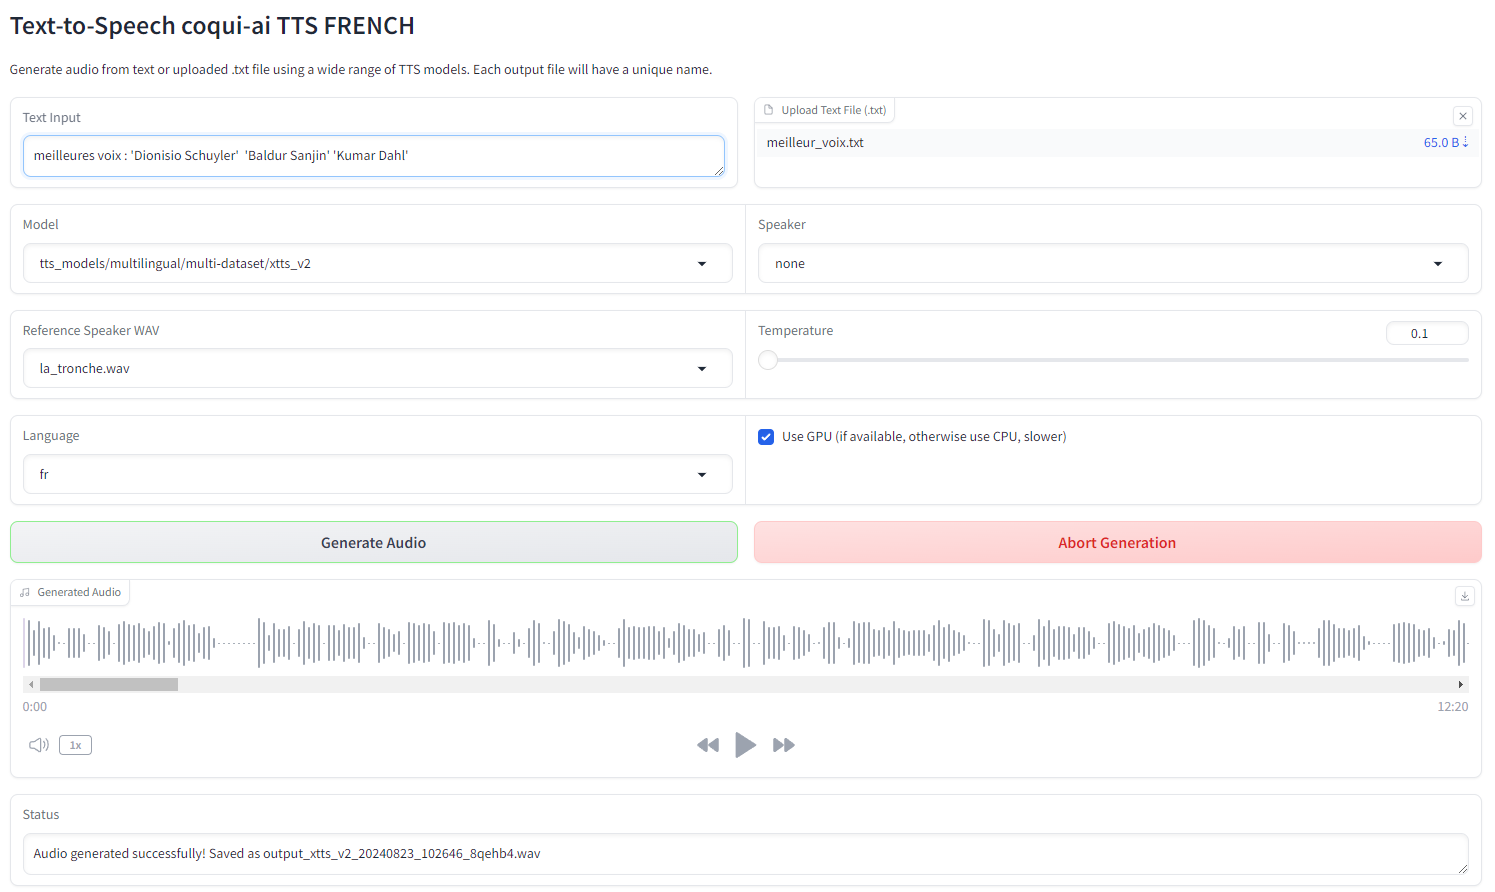 Text-to-Speech coqui-ai TTS FRENCH
Generate audio from text or uploaded .txt file using a wide range of TTS models. Each output file will have a unique name.
Text Input
meilleures voix : 'Dionisio Schuyler'  'Baldur Sanjin' 'Kumar Dahl'
Upload Text File (.txt)
meilleur_voix.txt
65.0 B ⇣
Model
tts_models/multilingual/multi-dataset/xtts_v2
Speaker
none
Reference Speaker WAV
la_tronche.wav
Temperature
0.1
Language
fr
Use GPU (if available, otherwise use CPU, slower)
Generate Audio
Abort Generation
Generated Audio
0:00
12:20
1x
Status
Audio generated successfully! Saved as output_xtts_v2_20240823_102646_8qehb4.wav